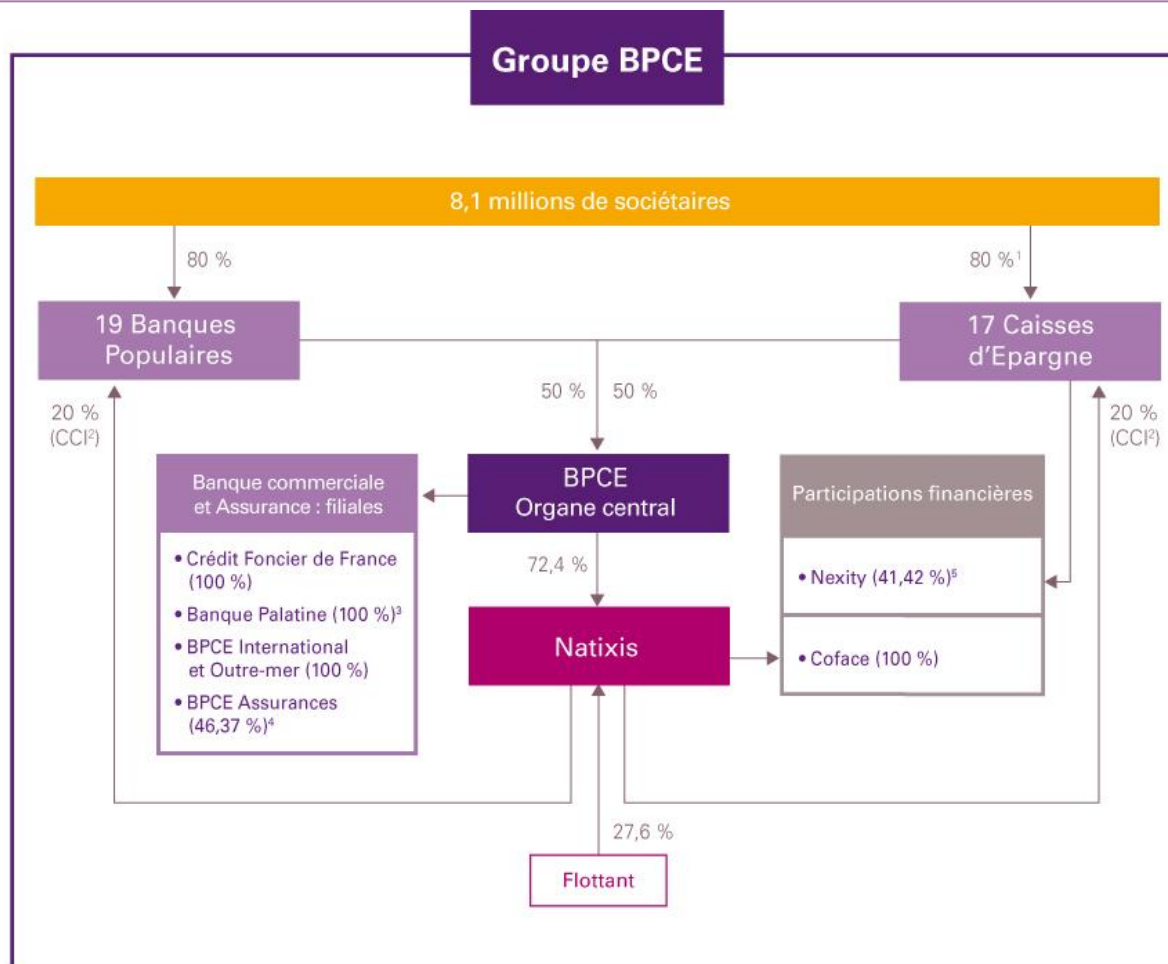 Groupe BPCE
8,1 millions de sociétaires
80 %
80 %¹
19 Banques
Populaires
17 Caisses
d'Epargne
50 %
50 %
20 %
(CCI²)
20 %
(CCI²)
Banque commerciale
et Assurance : filiales
• Crédit Foncier de France
(100 %)
• Banque Palatine (100 %)³
• BPCE International
et Outre-mer (100 %)
• BPCE Assurances
(46,37 %)⁴
BPCE
Organe central
72,4 %
Natixis
Participations financières
• Nexity (41,42 %)⁵
• Coface (100 %)
27,6 %
Flottant